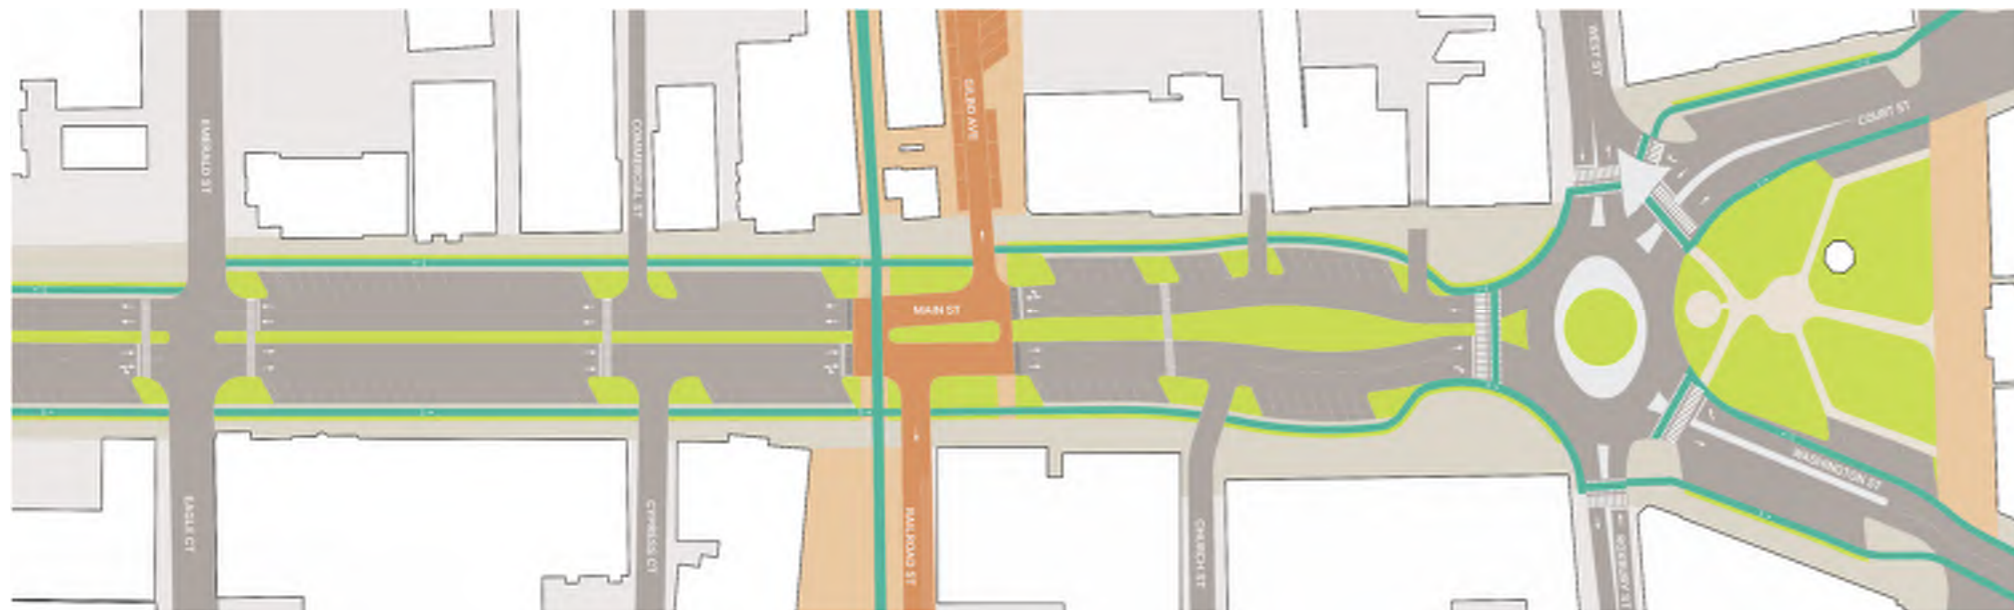 EMERALD ST
COMMERCIAL ST
GILBO AVE
WEST ST
COURT ST
MAIN ST
EAGLE CT
CYPRESS CT
RAILROAD ST
CHURCH ST
WASHINGTON ST
ROXBURY ST